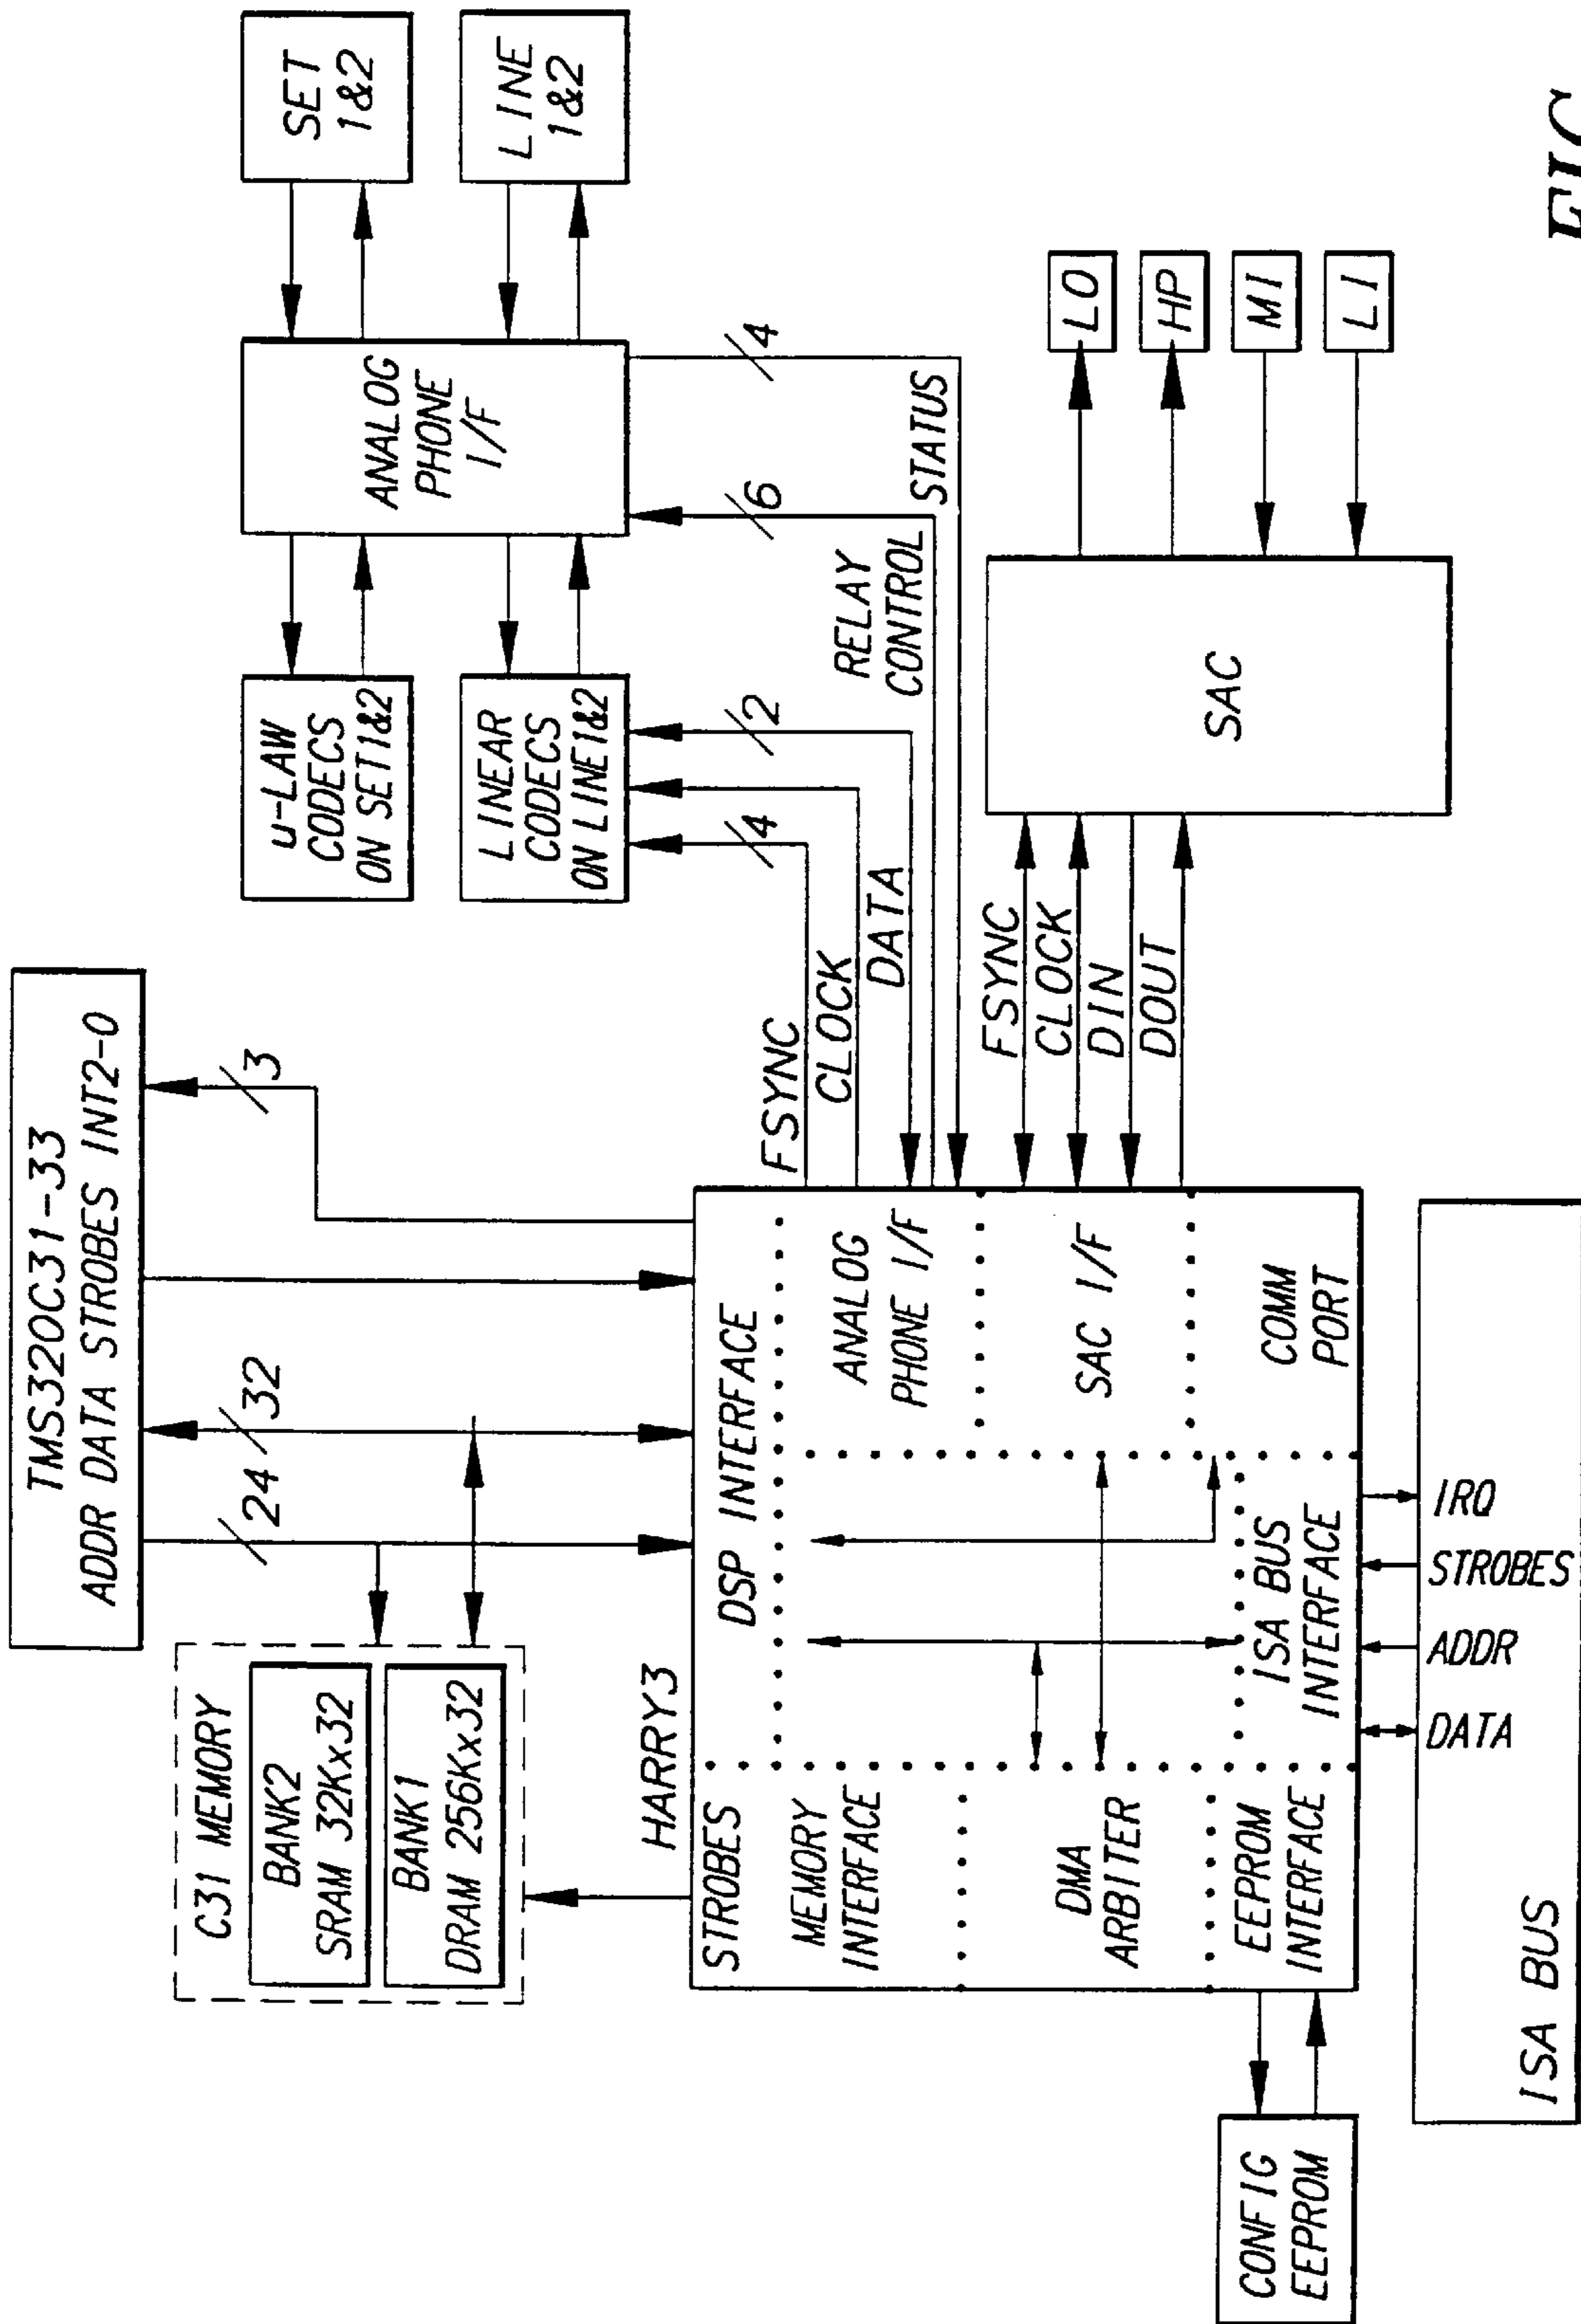 TMS320C31-33
ADDR DATA STROBES INT2-0
24
32
3
C31 MEMORY
BANK2
SRAM 32Kx32
BANK1
DRAM 256Kx32
HARRY3
STROBES
DSP INTERFACE
MEMORY
INTERFACE
DMA
ARBITER
EEPROM
INTERFACE
ISA BUS
INTERFACE
ANALOG
PHONE I/F
SAC I/F
COMM
PORT
CONFIG
EEPROM
DATA
ADDR
STROBES
IRQ
ISA BUS
u-LAW
CODECS
ON SET1&2
LINEAR
CODECS
ON LINE1&2
ANALOG
PHONE
I/F
SET
1&2
LINE
1&2
FSYNC
4
CLOCK
DATA
2
RELAY
CONTROL
6
STATUS
4
FSYNC
CLOCK
DIN
DOUT
SAC
LO
HP
MI
LI